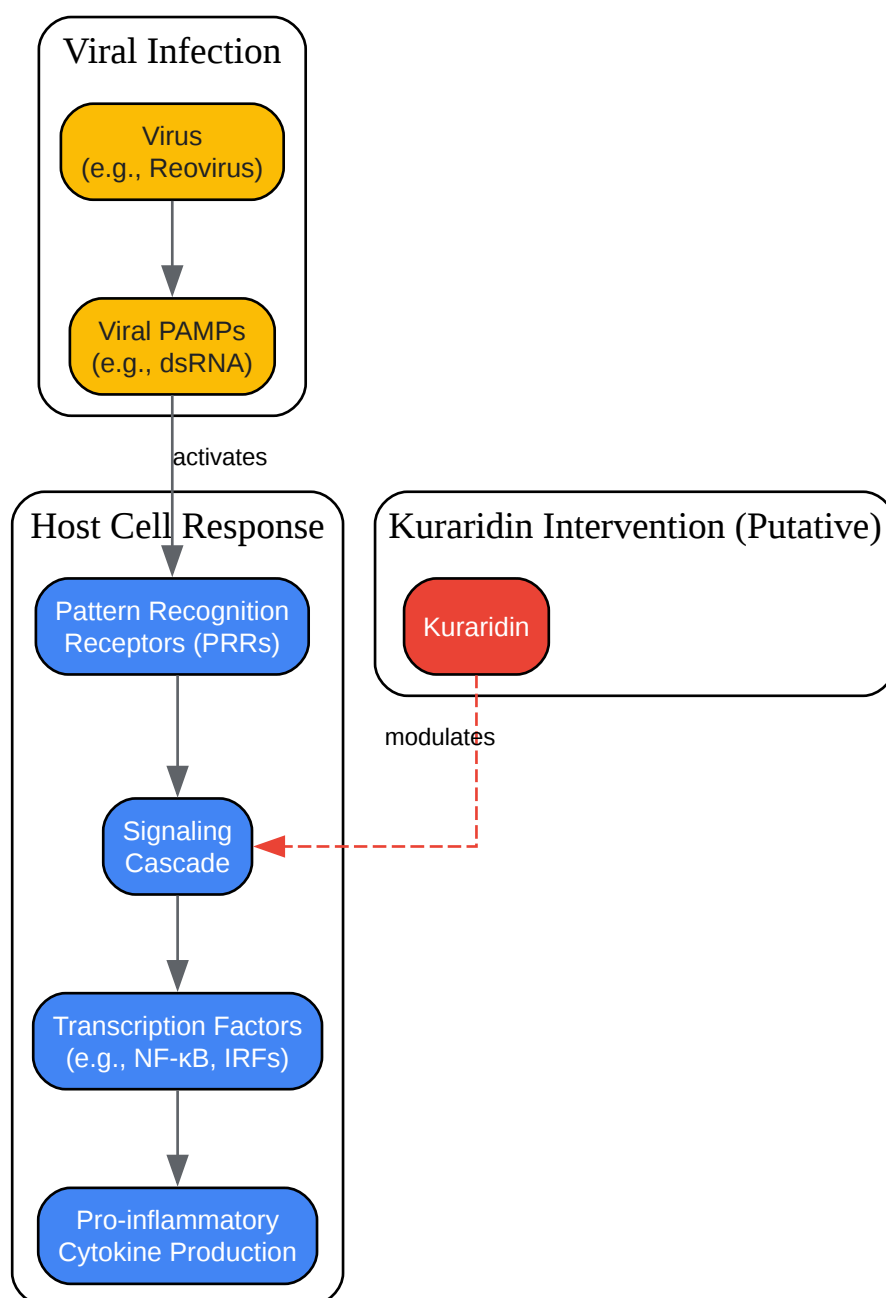 Viral Infection
Virus
(e.g., Reovirus)
Viral PAMPs
(e.g., dsRNA)
activates
Host Cell Response
Pattern Recognition
Receptors (PRRs)
Kuraridin Intervention (Putative)
Kuraridin
modulates
Signaling
Cascade
Transcription Factors
(e.g., NF-κB, IRFs)
Pro-inflammatory
Cytokine Production